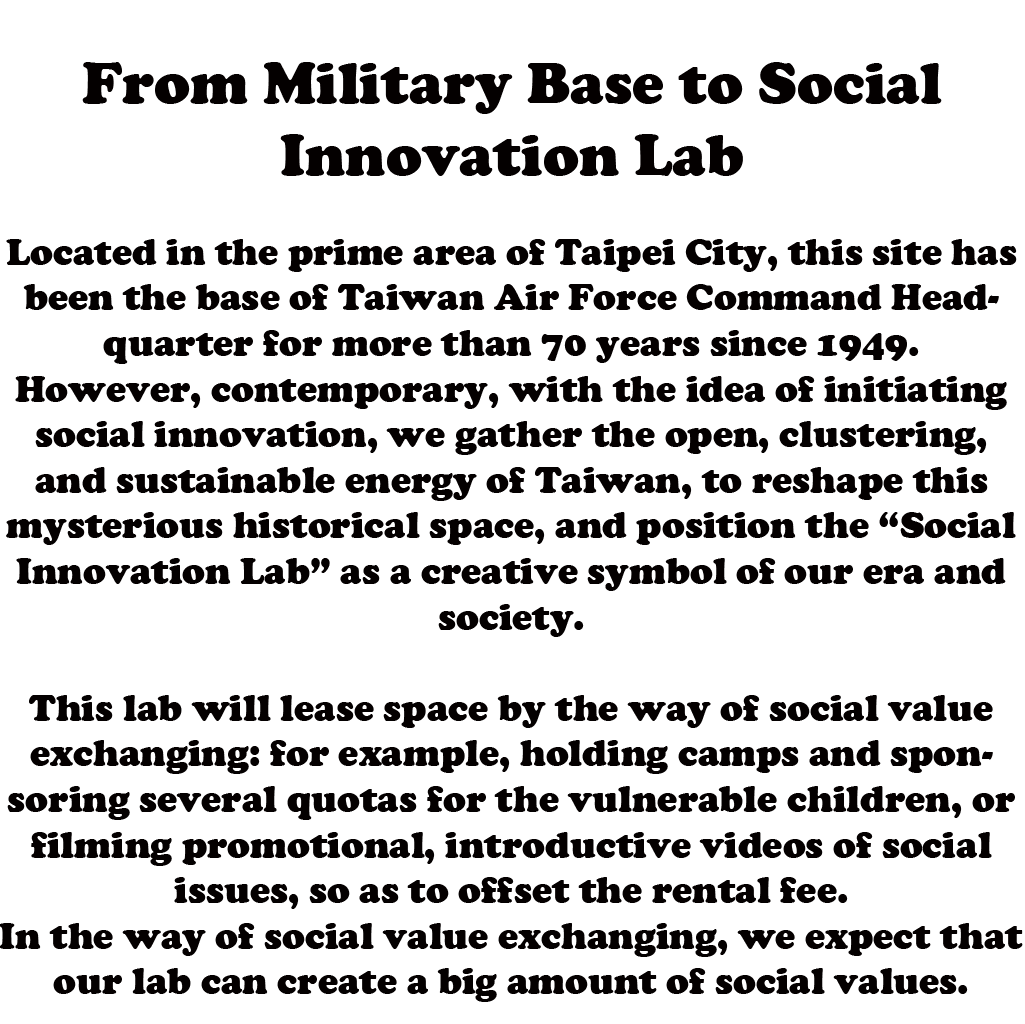 From Military Base to Social
Innovation Lab
Located in the prime area of Taipei City, this site has
been the base of Taiwan Air Force Command Head-
quarter for more than 70 years since 1949.
However, contemporary, with the idea of initiating
social innovation, we gather the open, clustering,
and sustainable energy of Taiwan, to reshape this
mysterious historical space, and position the “Social
Innovation Lab” as a creative symbol of our era and
society.
This lab will lease space by the way of social value
exchanging: for example, holding camps and spon-
soring several quotas for the vulnerable children, or
filming promotional, introductive videos of social
issues, so as to offset the rental fee.
In the way of social value exchanging, we expect that
our lab can create a big amount of social values.